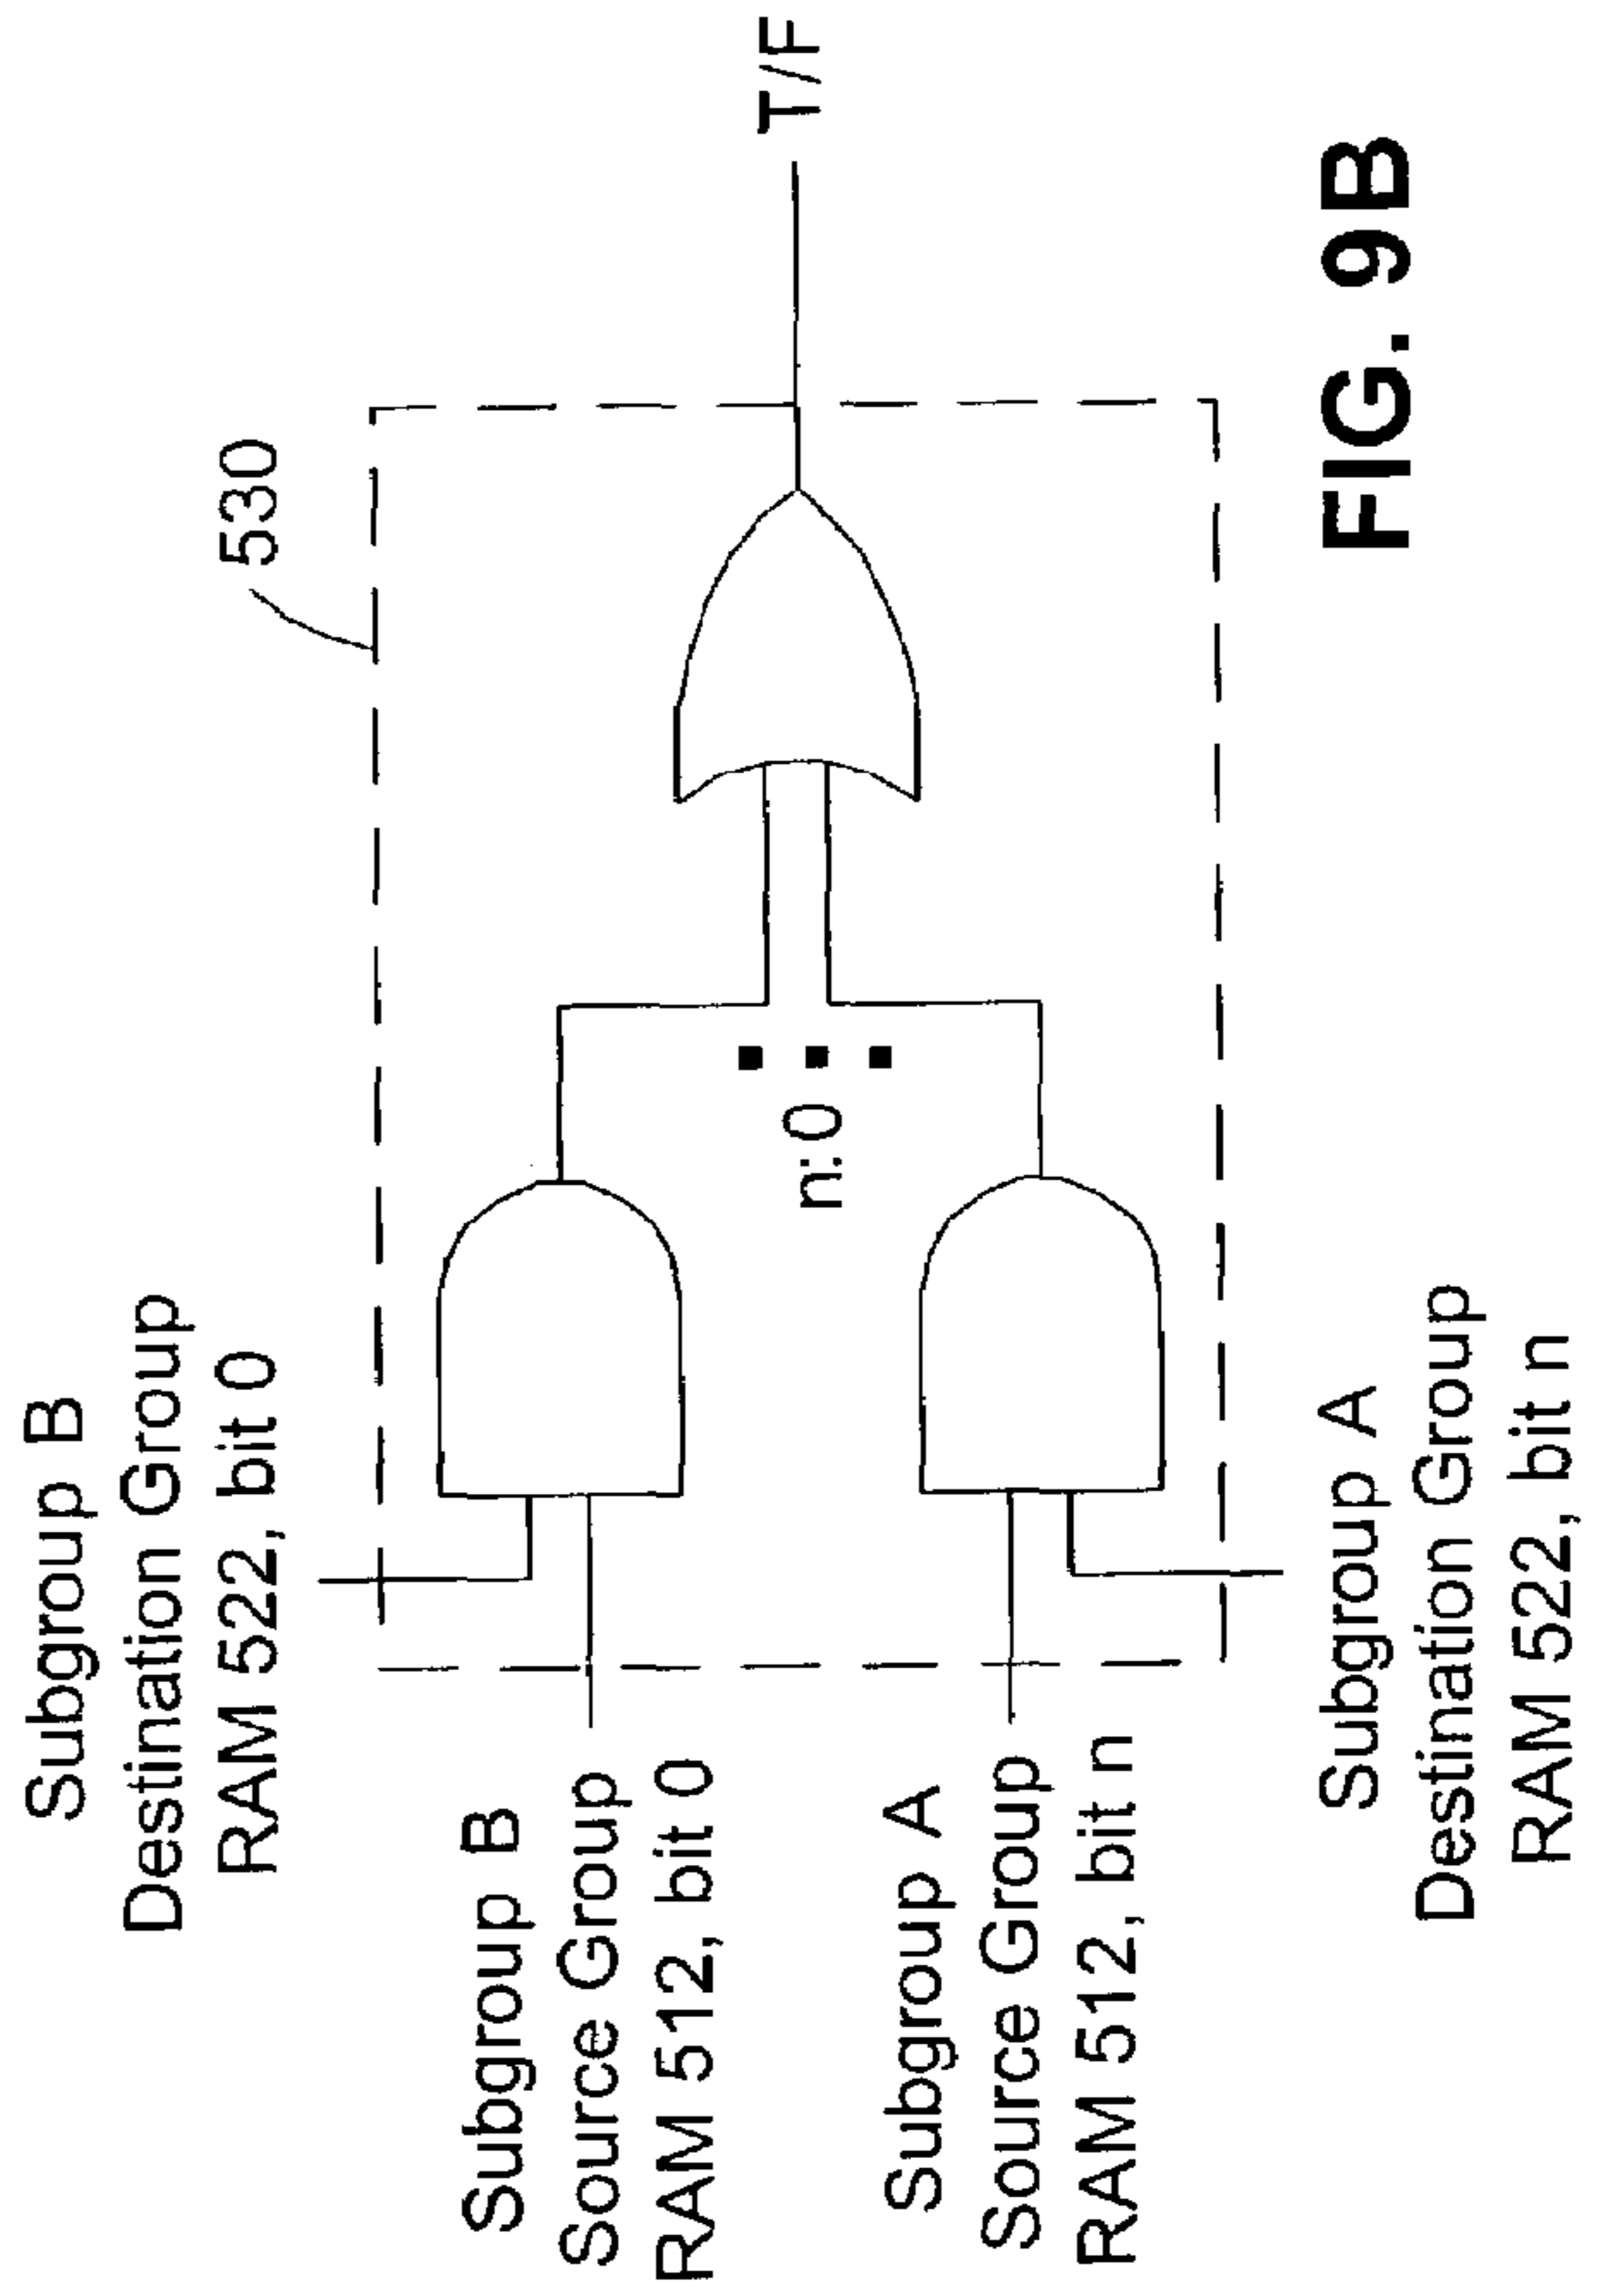 Subgroup B
Destination Group
RAM 522, bit 0
530
Subgroup B
Source Group
RAM 512, bit 0
n:0
T/F
Subgroup A
Source Group
RAM 512, bit n
Subgroup A
Destination Group
RAM 522, bit n
FIG. 9B